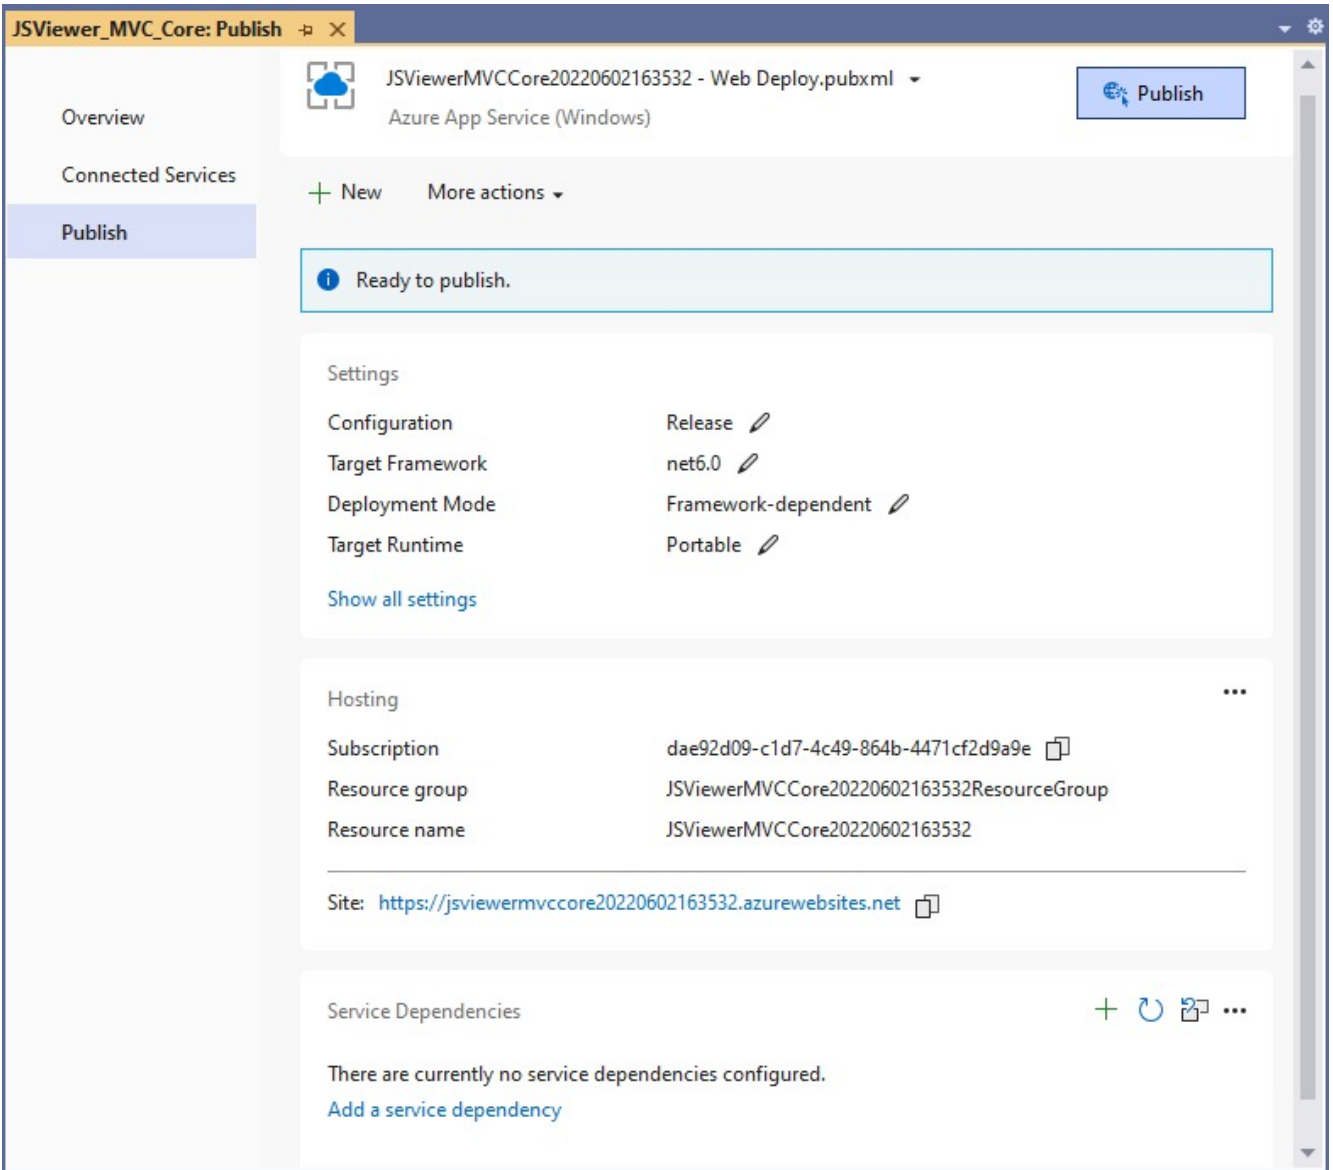 JSViewer_MVC_Core: Publish
Overview
Connected Services
Publish
JSViewerMVCCore20220602163532 - Web Deploy.pubxml
Azure App Service (Windows)
Publish
New More actions
Ready to publish.
Settings
Configuration Release
Target Framework net6.0
Deployment Mode Framework-dependent
Target Runtime Portable
Show all settings
Hosting
Subscription dae92d09-c1d7-4c49-864b-4471cf2d9a9e
Resource group JSViewerMVCCore20220602163532ResourceGroup
Resource name JSViewerMVCCore20220602163532
Site: https://jsviewermvccore20220602163532.azurewebsites.net
Service Dependencies
There are currently no service dependencies configured.
Add a service dependency